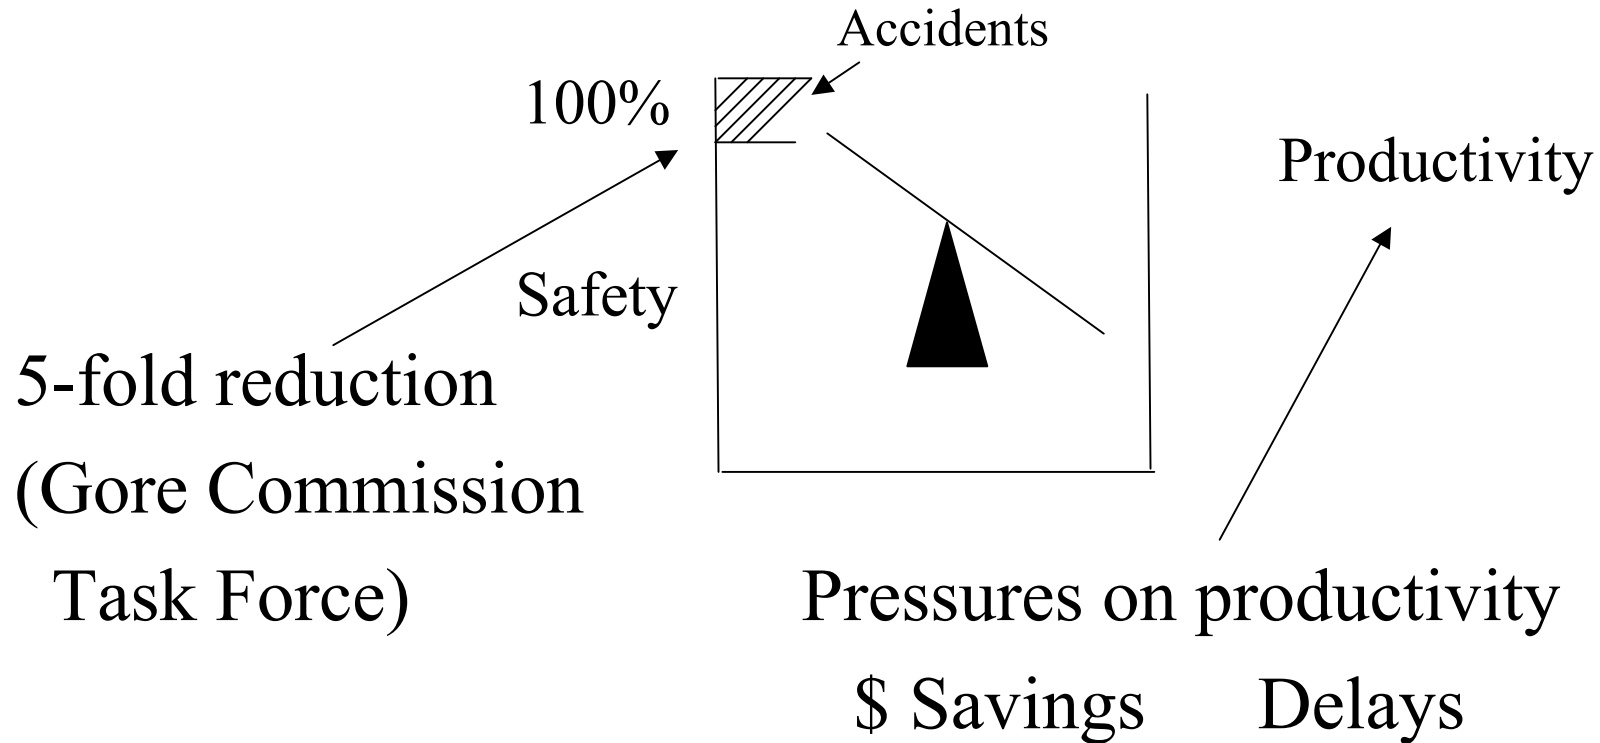 Accidents
100%
Productivity
Safety
5-fold reduction
(Gore Commission
Task Force)
Pressures on productivity
$ Savings Delays